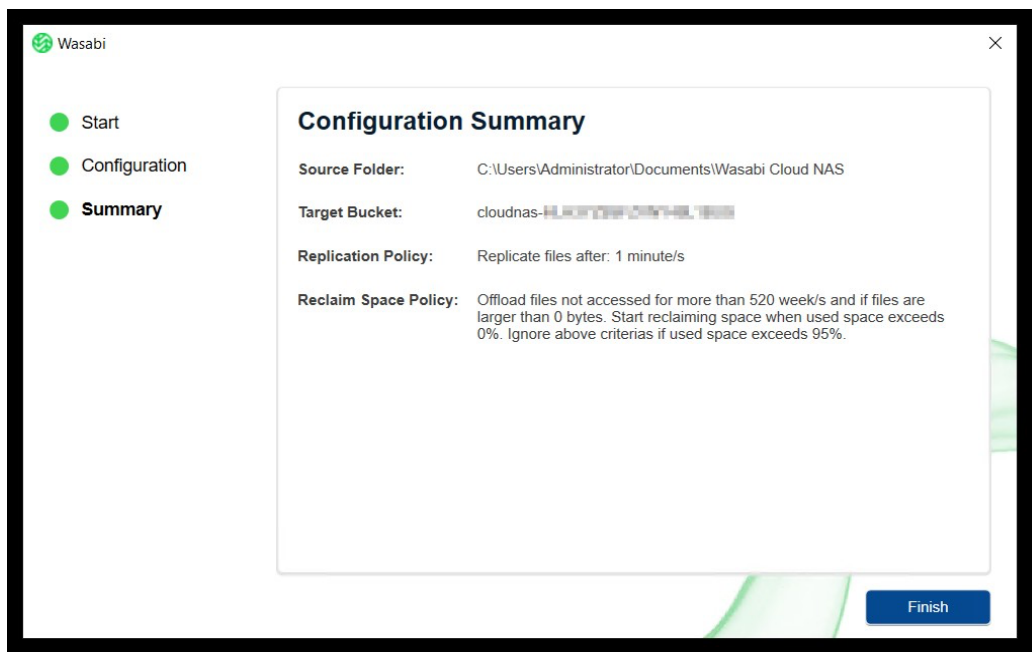 Wasabi
Start
Configuration
Summary
Configuration Summary
Source Folder: C:\Users\Administrator\Documents\Wasabi Cloud NAS
Target Bucket: cloudnas-
Replication Policy: Replicate files after: 1 minute/s
Reclaim Space Policy: Offload files not accessed for more than 520 week/s and if files are
larger than 0 bytes. Start reclaiming space when used space exceeds
0%. Ignore above criterias if used space exceeds 95%.
Finish